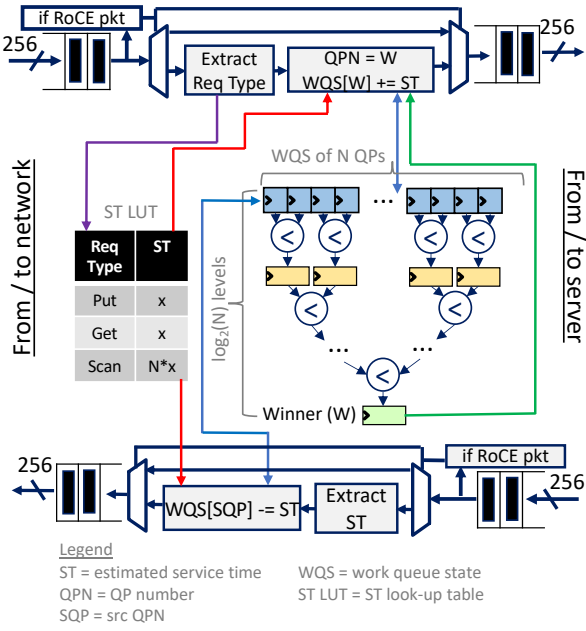 if RoCE pkt
256
256
Extract
Req Type
QPN = W
WQS[W] += ST
WQS of N QPs
From / to network
From / to server
ST LUT
Req Type
ST
Put
x
Get
x
Scan
N*x
log2(N) levels
...
<
<
<
<
<
<
...
...
<
Winner (W)
if RoCE pkt
256
256
WQS[SQP] -= ST
Extract
ST
Legend
ST = estimated service time
QPN = QP number
SQP = src QPN
WQS = work queue state
ST LUT = ST look-up table